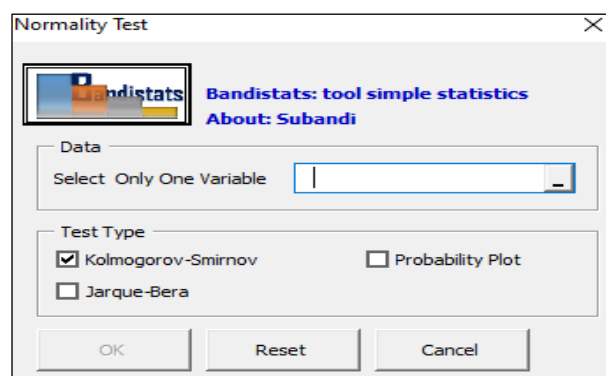 Normality Test
Bandistats
Bandistats: tool simple statistics
About: Subandi
Data
Select Only One Variable
Test Type
Kolmogorov-Smirnov
Probability Plot
Jarque-Bera
OK
Reset
Cancel